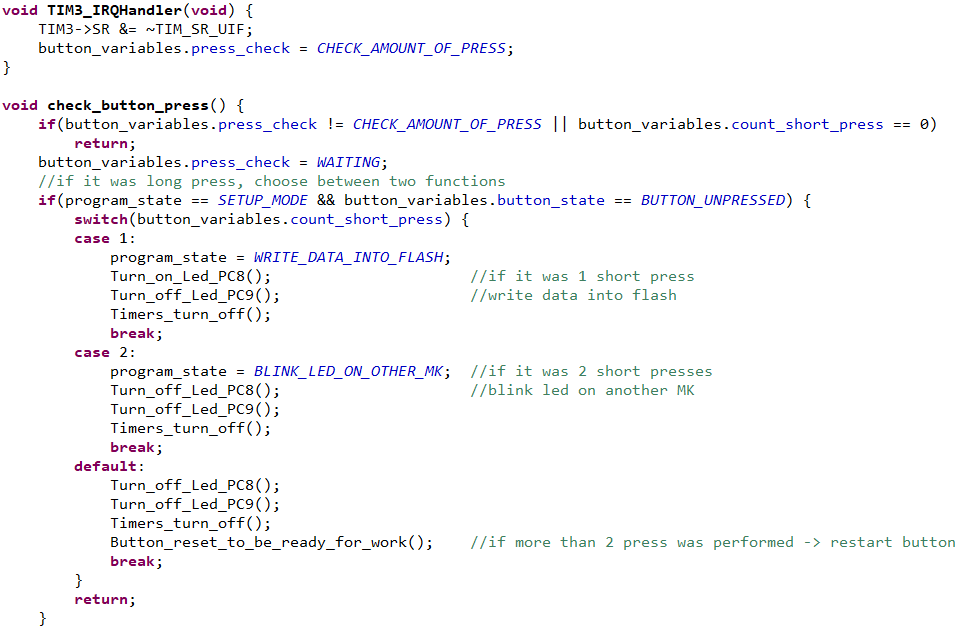 void TIM3_IRQHandler(void) {
    TIM3->SR &= ~TIM_SR_UIF;
    button_variables.press_check = CHECK_AMOUNT_OF_PRESS;
}

void check_button_press() {
    if(button_variables.press_check != CHECK_AMOUNT_OF_PRESS || button_variables.count_short_press == 0)
        return;
    button_variables.press_check = WAITING;
    //if it was long press, choose between two functions
    if(program_state == SETUP_MODE && button_variables.button_state == BUTTON_UNPRESSED) {
        switch(button_variables.count_short_press) {
        case 1:
            program_state = WRITE_DATA_INTO_FLASH;
            Turn_on_Led_PC8();                      //if it was 1 short press
            Turn_off_Led_PC9();                     //write data into flash
            Timers_turn_off();
            break;
        case 2:
            program_state = BLINK_LED_ON_OTHER_MK;  //if it was 2 short presses
            Turn_off_Led_PC8();                     //blink led on another MK
            Turn_off_Led_PC9();
            Timers_turn_off();
            break;
        default:
            Turn_off_Led_PC8();
            Turn_off_Led_PC9();
            Timers_turn_off();
            Button_reset_to_be_ready_for_work();    //if more than 2 press was performed -> restart button
            break;
        }
        return;
    }